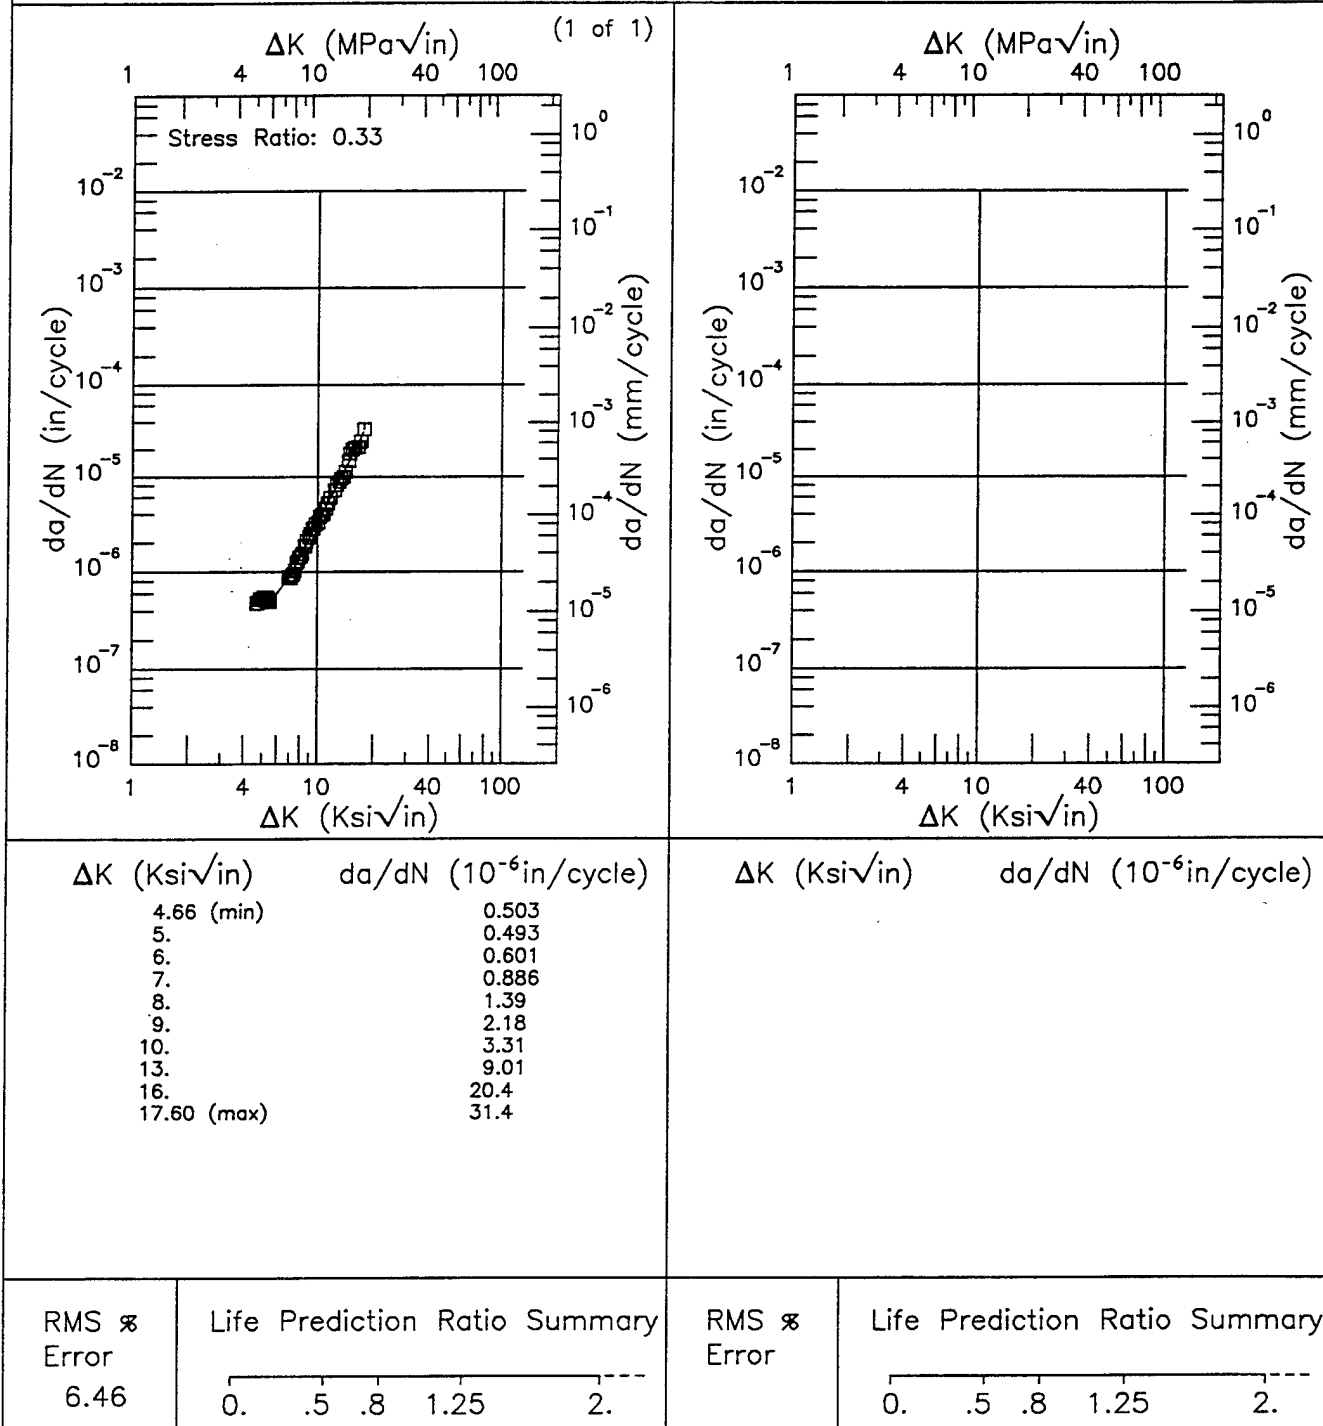 (1 of 1)
ΔK (MPa√in)
1 4 10 40 100
Stress Ratio: 0.33
da/dN (in/cycle)
10⁻²
10⁻³
10⁻⁴
10⁻⁵
10⁻⁶
10⁻⁷
10⁻⁸
10⁰
10⁻¹
10⁻²
10⁻³
10⁻⁴
10⁻⁵
10⁻⁶
da/dN (mm/cycle)
1 4 10 40 100
ΔK (Ksi√in)
ΔK (MPa√in)
1 4 10 40 100
da/dN (in/cycle)
10⁻²
10⁻³
10⁻⁴
10⁻⁵
10⁻⁶
10⁻⁷
10⁻⁸
10⁰
10⁻¹
10⁻²
10⁻³
10⁻⁴
10⁻⁵
10⁻⁶
da/dN (mm/cycle)
1 4 10 40 100
ΔK (Ksi√in)
ΔK (Ksi√in) da/dN (10⁻⁶in/cycle)
4.66 (min) 0.503
5. 0.493
6. 0.601
7. 0.886
8. 1.39
9. 2.18
10. 3.31
13. 9.01
16. 20.4
17.60 (max) 31.4
ΔK (Ksi√in) da/dN (10⁻⁶in/cycle)
RMS %
Error
6.46
Life Prediction Ratio Summary
0. .5 .8 1.25 2.
RMS %
Error
Life Prediction Ratio Summary
0. .5 .8 1.25 2.